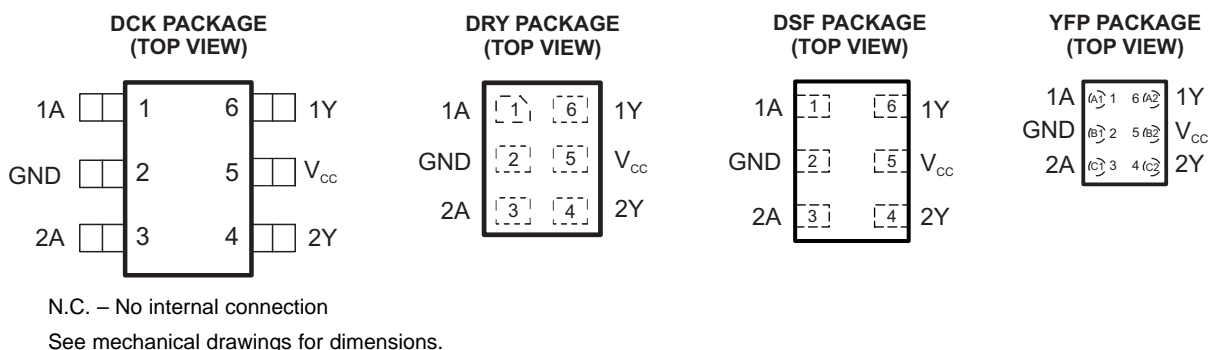 DCK PACKAGE
(TOP VIEW)
1A 1 6 1Y
GND 2 5 VCC
2A 3 4 2Y
DRY PACKAGE
(TOP VIEW)
1A 1 6 1Y
GND 2 5 VCC
2A 3 4 2Y
DSF PACKAGE
(TOP VIEW)
1A 1 6 1Y
GND 2 5 VCC
2A 3 4 2Y
YFP PACKAGE
(TOP VIEW)
1A A1 1 6 A2 1Y
GND B1 2 5 B2 VCC
2A C1 3 4 C2 2Y
N.C. – No internal connection
See mechanical drawings for dimensions.